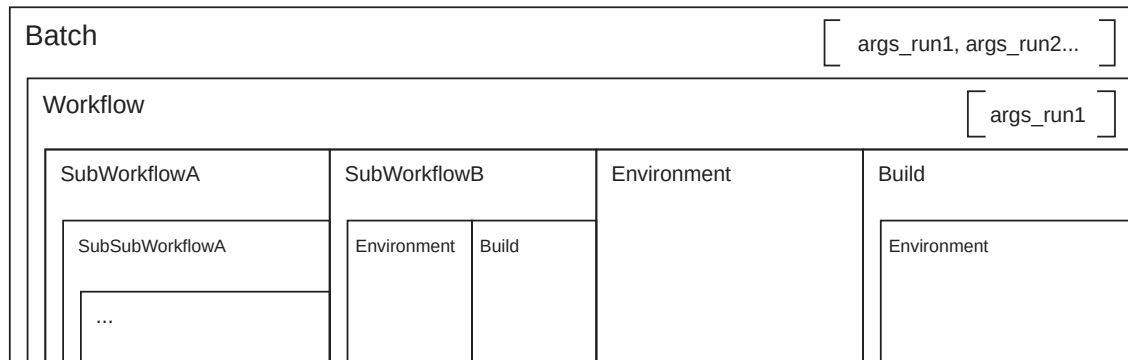 Batch
args_run1, args_run2...
Workflow
args_run1
SubWorkflowA
SubWorkflowB
Environment
Build
SubSubWorkflowA
Environment
Build
Environment
...